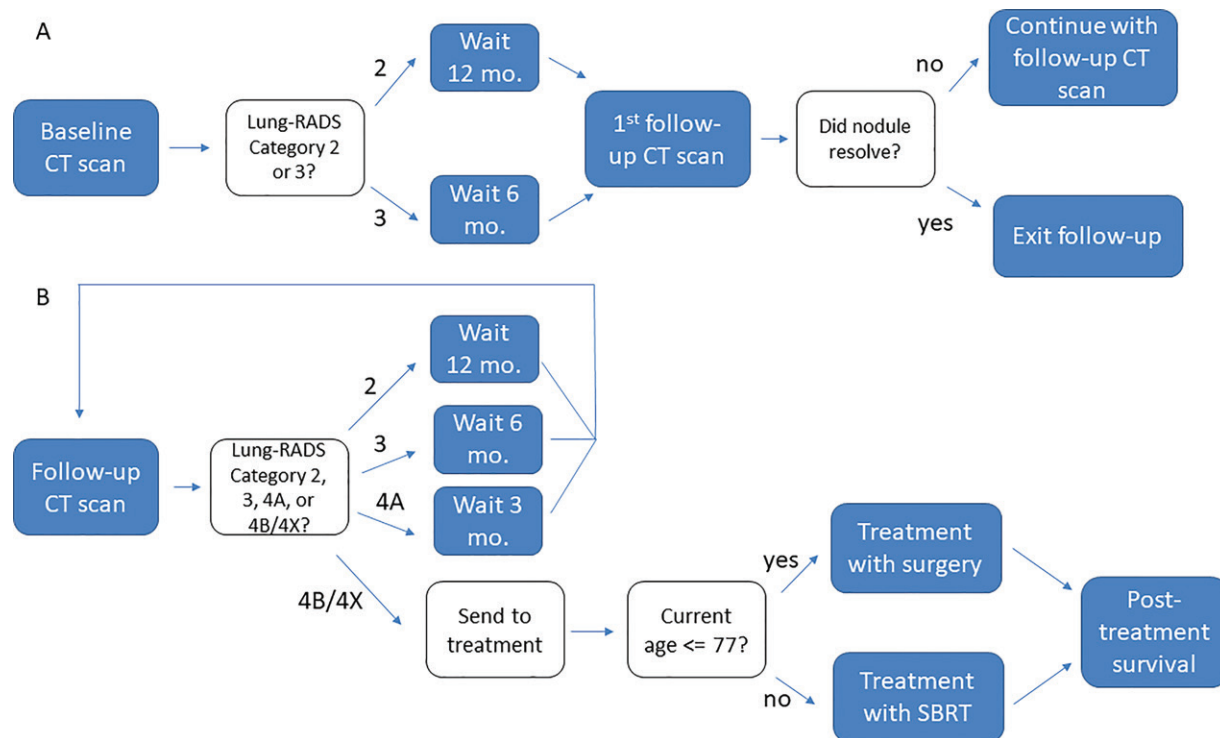 A
Baseline
CT scan
Lung-RADS
Category 2
or 3?
2
Wait
12 mo.
3
Wait 6
mo.
1st follow-
up CT scan
Did nodule
resolve?
no
Continue with
follow-up CT
scan
yes
Exit follow-up
B
Follow-up
CT scan
Lung-RADS
Category 2,
3, 4A, or
4B/4X?
2
Wait
12 mo.
3
Wait 6
mo.
4A
Wait 3
mo.
4B/4X
Send to
treatment
Current
age <= 77?
yes
Treatment
with surgery
no
Treatment
with SBRT
Post-
treatment
survival